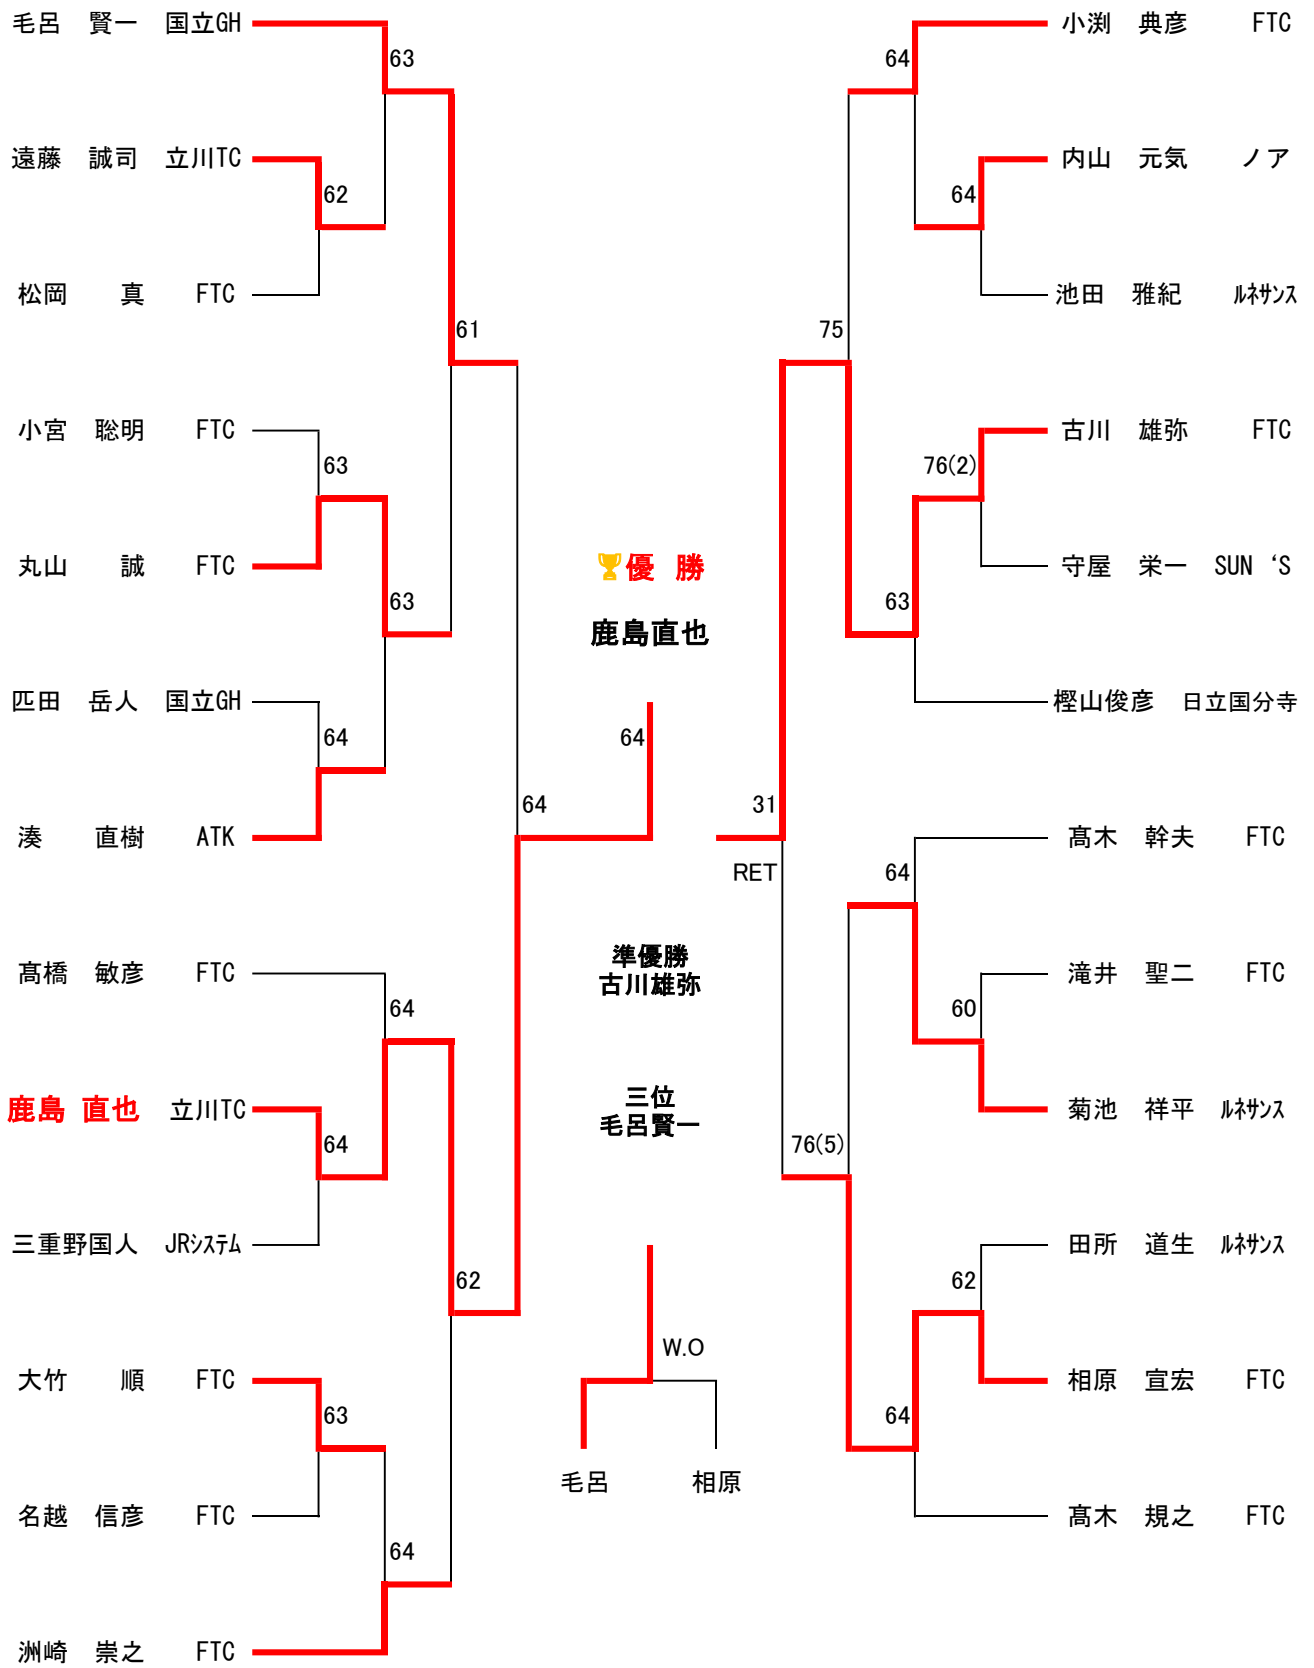 毛呂 賢一 国立GH
63
遠藤 誠司 立川TC
62
松岡 真 FTC
61
小宮 聡明 FTC
63
丸山 誠 FTC
63
匹田 岳人 国立GH
64
湊 直樹 ATK
64
髙橋 敏彦 FTC
64
鹿島 直也 立川TC
64
三重野国人 JRシステム
62
大竹 順 FTC
63
名越 信彦 FTC
64
洲崎 崇之 FTC
優 勝
鹿島直也
64
準優勝
古川雄弥
三位
毛呂賢一
W.O
毛呂 相原
小渕 典彦 FTC
64
内山 元気 ノア
64
池田 雅紀 ルネサンス
75
古川 雄弥 FTC
76(2)
守屋 栄一 SUN ‘S
63
樫山俊彦 日立国分寺
31
RET
髙木 幹夫 FTC
64
滝井 聖二 FTC
60
菊池 祥平 ルネサンス
76(5)
田所 道生 ルネサンス
62
相原 宣宏 FTC
64
髙木 規之 FTC